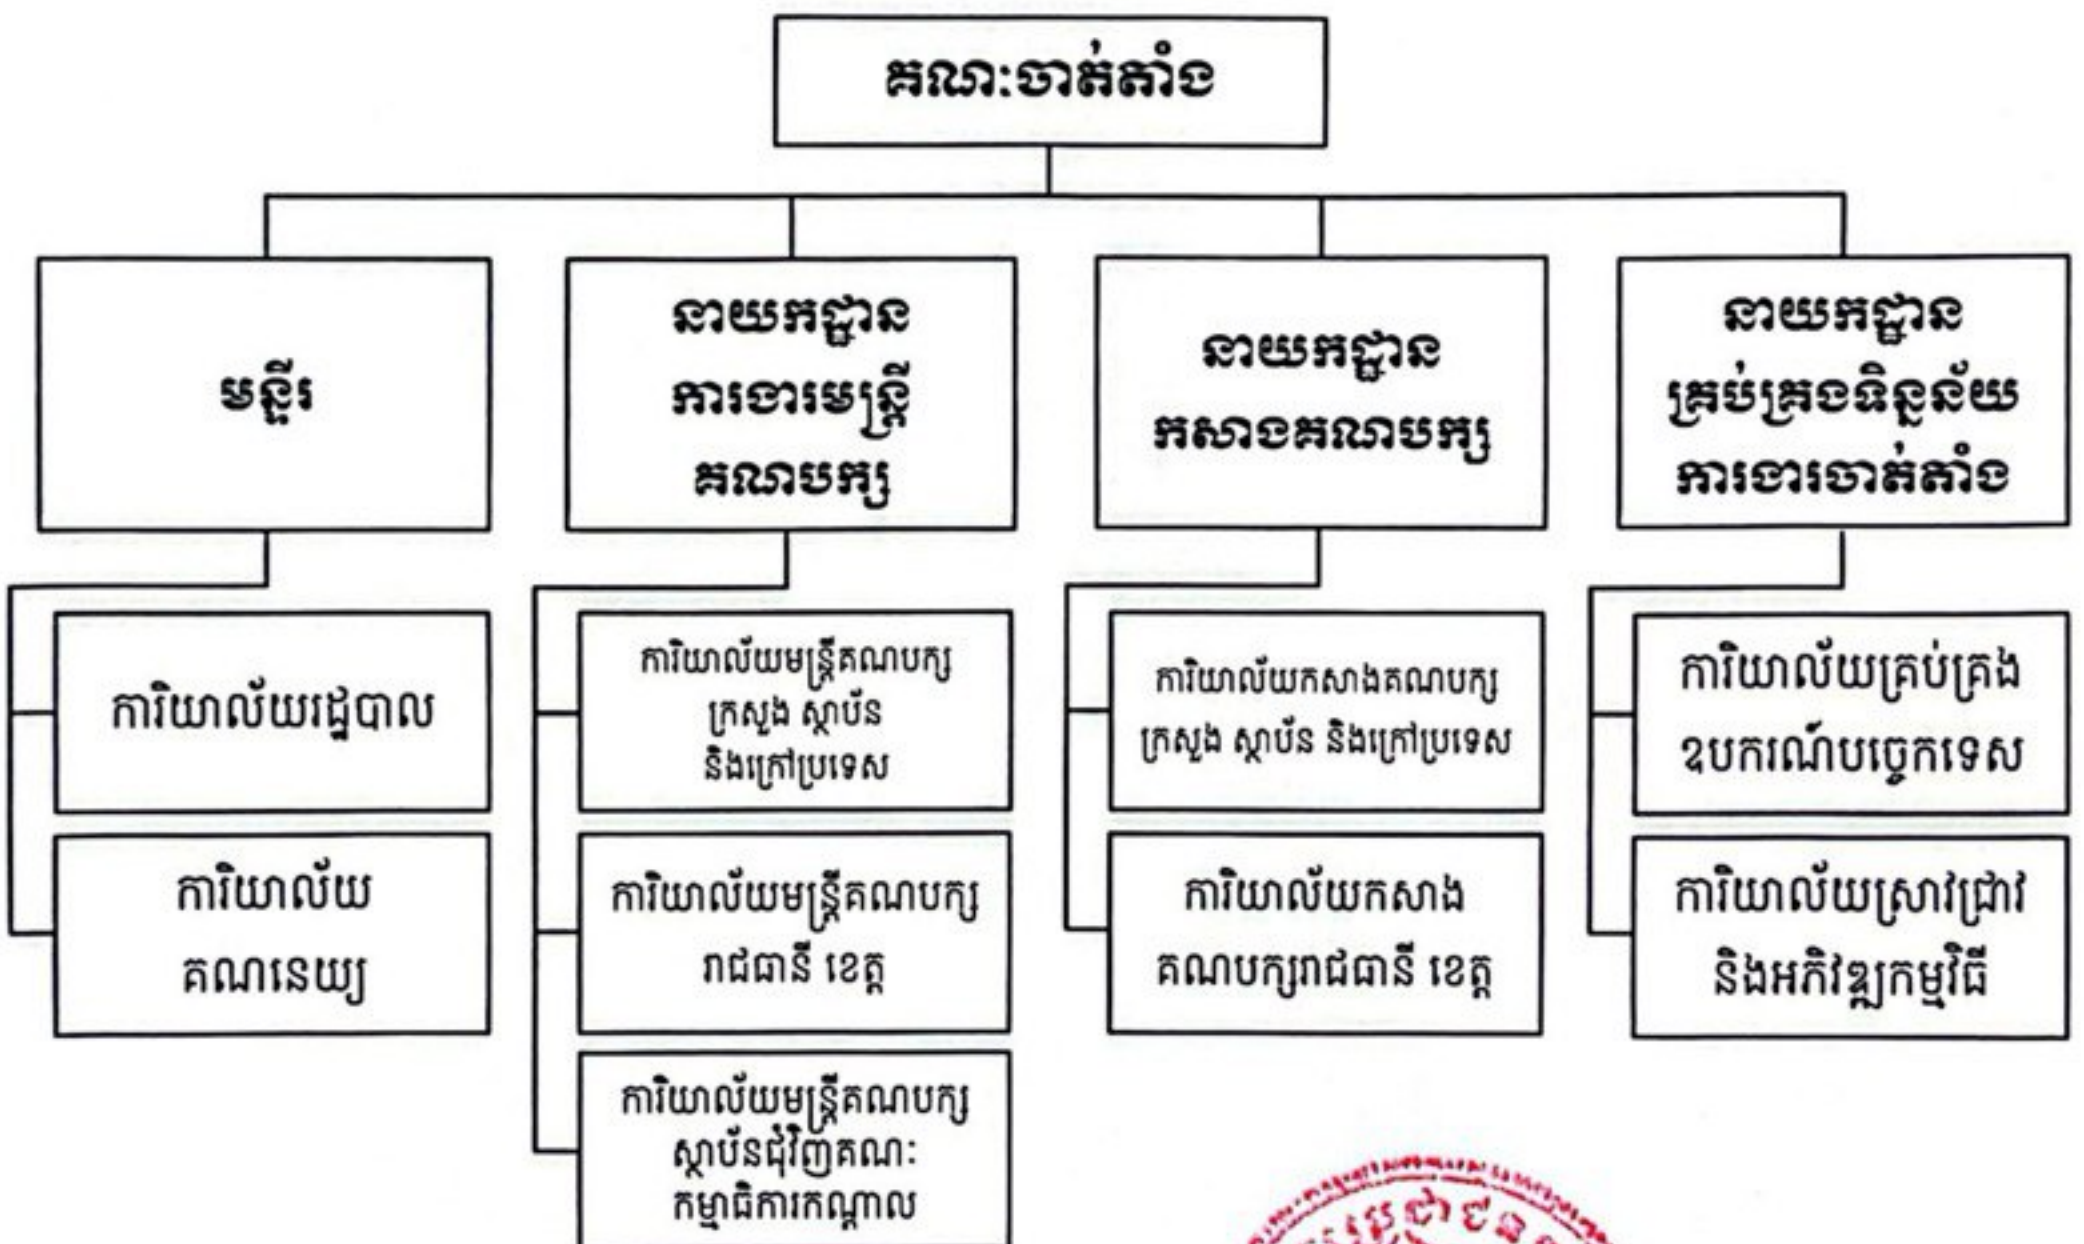 គណៈចាត់តាំង
មន្ទីរ
នាយកដ្ឋាន
ការងារមន្ត្រី
គណបក្ស
នាយកដ្ឋាន
កសាងគណបក្ស
នាយកដ្ឋាន
គ្រប់គ្រងទិន្នន័យ
ការងារចាត់តាំង
ការិយាល័យរដ្ឋបាល
ការិយាល័យ
គណនេយ្យ
ការិយាល័យមន្ត្រីគណបក្ស
ក្រសួង ស្ថាប័ន
និងក្រៅប្រទេស
ការិយាល័យមន្ត្រីគណបក្ស
រាជធានី ខេត្ត
ការិយាល័យមន្ត្រីគណបក្ស
ស្ថាប័នជុំវិញគណៈ
កម្មាធិការកណ្តាល
ការិយាល័យកសាងគណបក្ស
ក្រសួង ស្ថាប័ន និងក្រៅប្រទេស
ការិយាល័យកសាង
គណបក្សរាជធានី ខេត្ត
ការិយាល័យគ្រប់គ្រង
ឧបករណ៍បច្ចេកទេស
ការិយាល័យស្រាវជ្រាវ
និងអភិវឌ្ឍកម្មវិធី